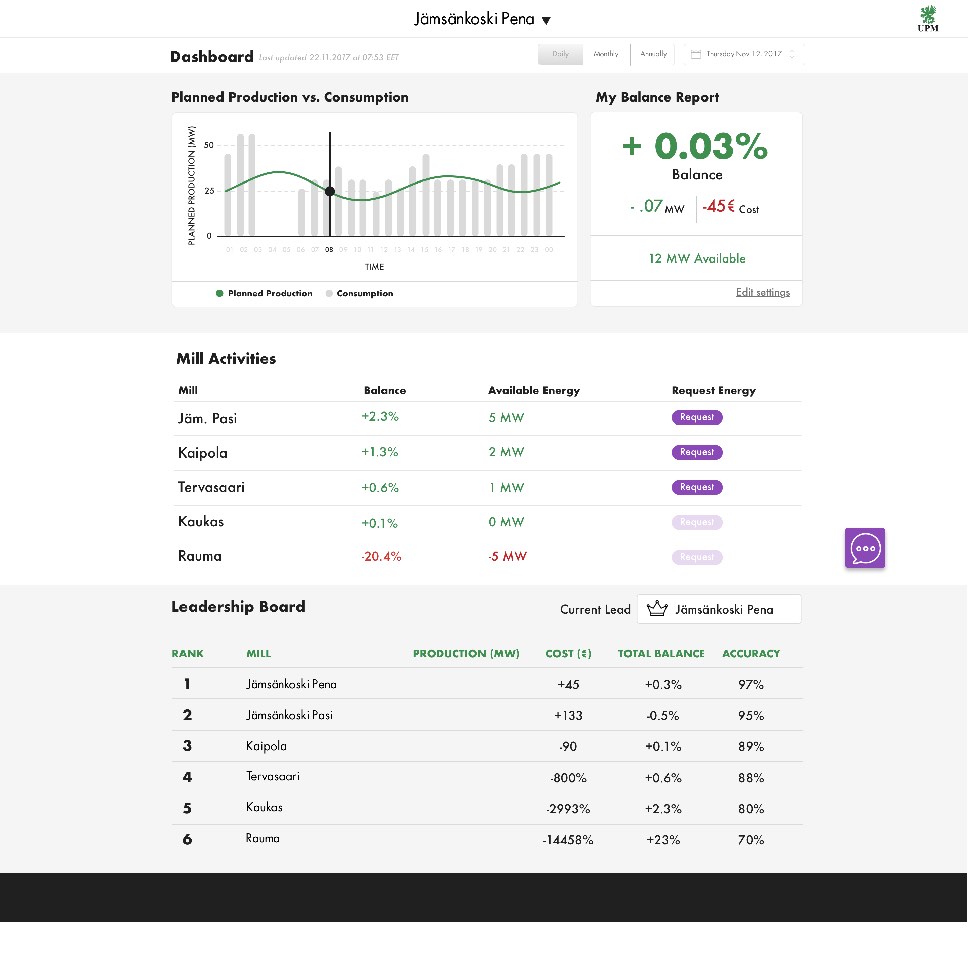 Jämsänkoski Pena ▼
UPM
Dashboard Last updated 22.11.2017 at 07:53 EET
Daily Monthly Annually Thursday Nov 12, 2017
Planned Production vs. Consumption
PLANNED PRODUCTION (MW)
50
25
0
01 02 03 04 05 06 07 08 09 10 11 12 13 14 15 16 17 18 19 20 21 22 23 00
TIME
Planned Production Consumption
My Balance Report
+ 0.03%
Balance
- .07 MW -45€ Cost
12 MW Available
Edit settings
Mill Activities
Mill Balance Available Energy Request Energy
Jäm. Pasi +2.3% 5 MW Request
Kaipola +1.3% 2 MW Request
Tervasaari +0.6% 1 MW Request
Kaukas +0.1% 0 MW Request
Rauma -20.4% -5 MW Request
Leadership Board
Current Lead Jämsänkoski Pena
RANK MILL PRODUCTION (MW) COST (€) TOTAL BALANCE ACCURACY
1 Jämsänkoski Pena +45 +0.3% 97%
2 Jämsänkoski Pasi +133 -0.5% 95%
3 Kaipola -90 +0.1% 89%
4 Tervasaari -800% +0.6% 88%
5 Kaukas -2993% +2.3% 80%
6 Rauma -14458% +23% 70%